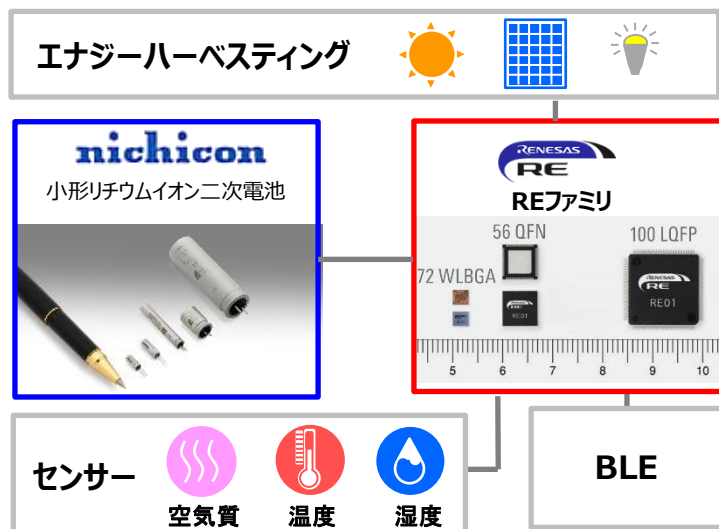 エナジーハーベスティング
nichicon
小形リチウムイオン二次電池
RENESAS
RE
REファミリ
56 QFN
100 LQFP
72 WLBGA
RENESAS
RE
RE01
RE01
5 6 7 8 9 10
センサー
空気質
温度
湿度
BLE